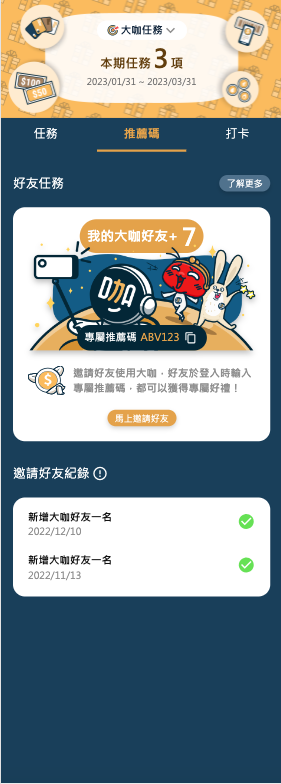 大咖任務
本期任務 3 項
2023/01/31 ~ 2023/03/31
$100
$50
任務
推薦碼
打卡
好友任務
了解更多
我的大咖好友+ 7
咖
專屬推薦碼 ABV123
邀請好友使用大咖，好友於登入時輸入
專屬推薦碼，都可以獲得專屬好禮！
馬上邀請好友
邀請好友紀錄
新增大咖好友一名
2022/12/10
新增大咖好友一名
2022/11/13